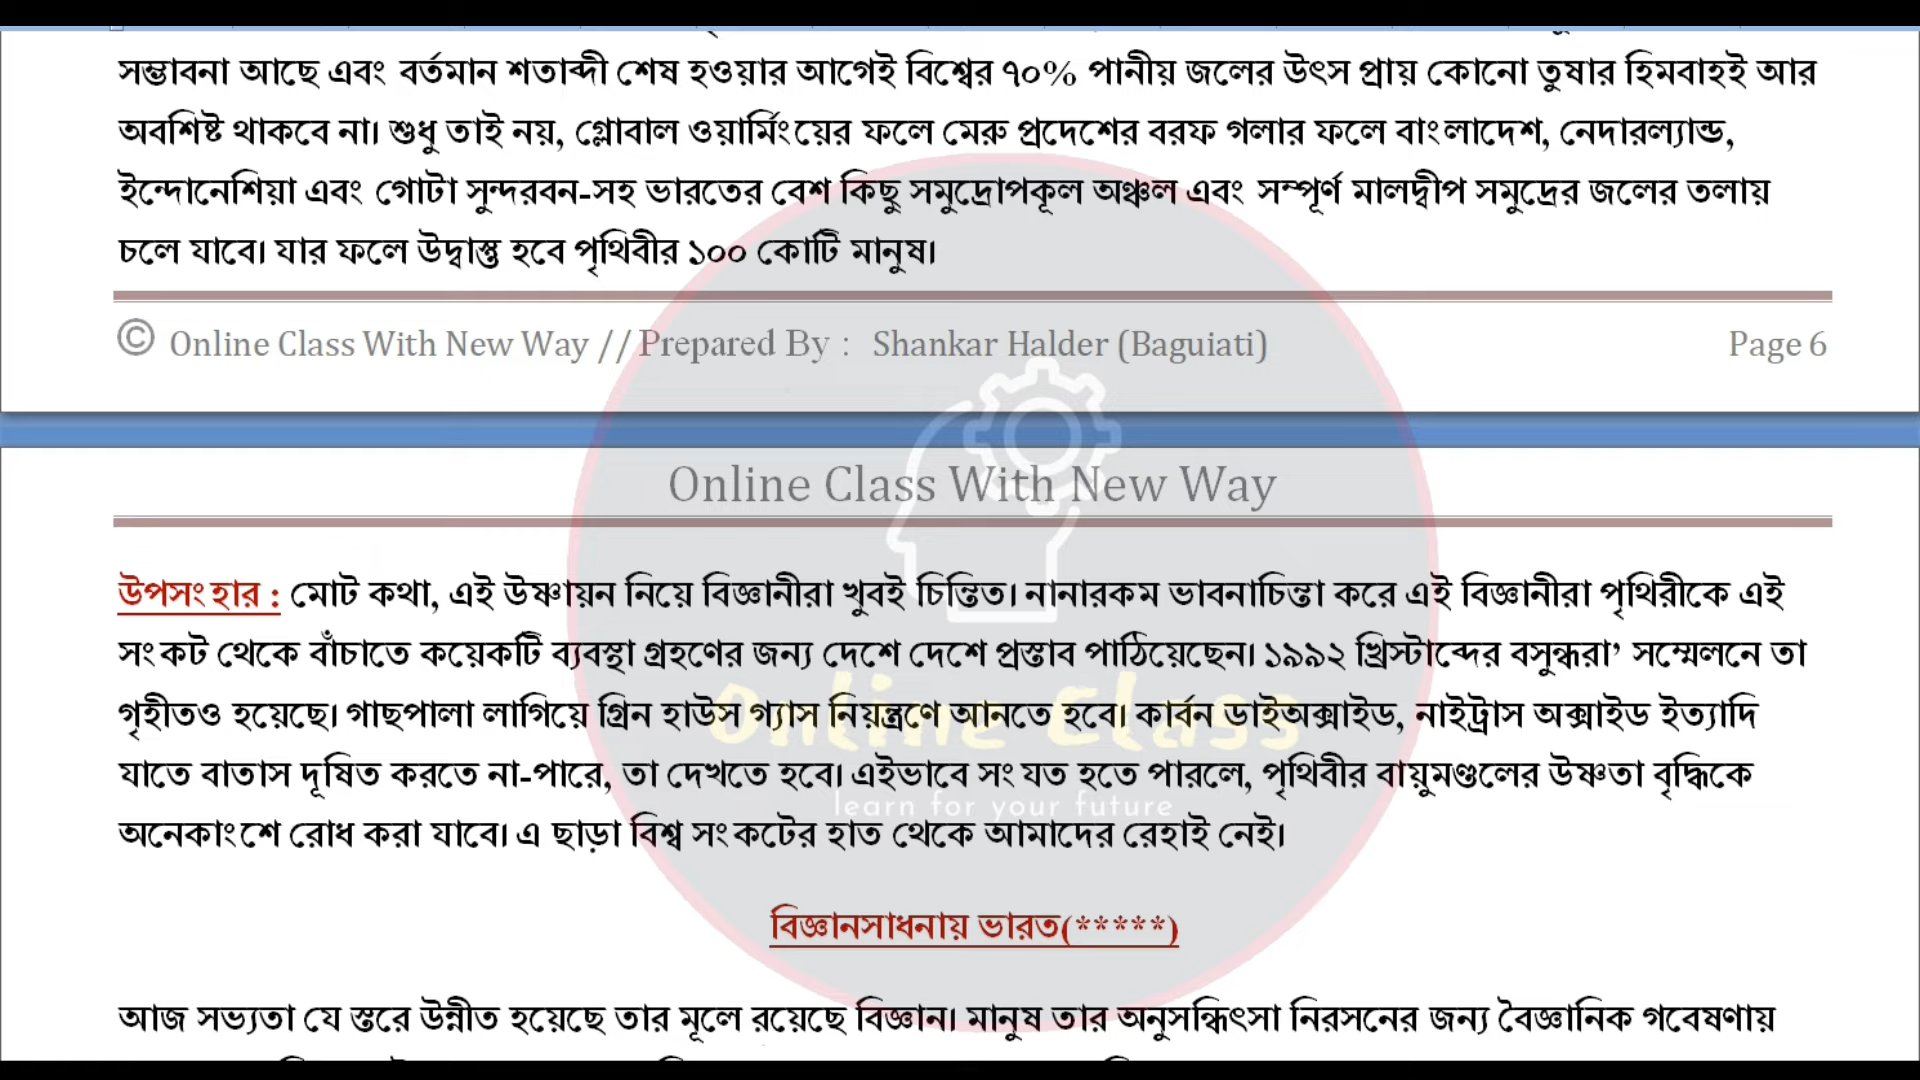 সম্ভাবনা আছে এবং বর্তমান শতাব্দী শেষ হওয়ার আগেই বিশ্বের ৭০% পানীয় জলের উৎস প্রায় কোনো তুষার হিমবাহই আর
অবশিষ্ট থাকবে না। শুধু তাই নয়, গ্লোবাল ওয়ার্মিংয়ের ফলে মেরু প্রদেশের বরফ গলার ফলে বাংলাদেশ, নেদারল্যান্ড,
ইন্দোনেশিয়া এবং গোটা সুন্দরবন-সহ ভারতের বেশ কিছু সমুদ্রোপকূল অঞ্চল এবং সম্পূর্ণ মালদ্বীপ সমুদ্রের জলের তলায়
চলে যাবে। যার ফলে উদ্বাস্তু হবে পৃথিবীর ১০০ কোটি মানুষ।
© Online Class With New Way // Prepared By : Shankar Halder (Baguiati) Page 6
Online Class With New Way
উপসংহার : মোট কথা, এই উষ্ণায়ন নিয়ে বিজ্ঞানীরা খুবই চিন্তিত। নানারকম ভাবনাচিন্তা করে এই বিজ্ঞানীরা পৃথিরীকে এই
সংকট থেকে বাঁচাতে কয়েকটি ব্যবস্থা গ্রহণের জন্য দেশে দেশে প্রস্তাব পাঠিয়েছেন। ১৯৯২ খ্রিস্টাব্দের বসুন্ধরা’ সম্মেলনে তা
গৃহীতও হয়েছে। গাছপালা লাগিয়ে গ্রিন হাউস গ্যাস নিয়ন্ত্রণে আনতে হবে। কার্বন ডাইঅক্সাইড, নাইট্রাস অক্সাইড ইত্যাদি
যাতে বাতাস দূষিত করতে না-পারে, তা দেখতে হবে। এইভাবে সংযত হতে পারলে, পৃথিবীর বায়ুমণ্ডলের উষ্ণতা বৃদ্ধিকে
অনেকাংশে রোধ করা যাবে। এ ছাড়া বিশ্ব সংকটের হাত থেকে আমাদের রেহাই নেই।
Online Class
learn for your future
বিজ্ঞানসাধনায় ভারত(*****)
আজ সভ্যতা যে স্তরে উন্নীত হয়েছে তার মূলে রয়েছে বিজ্ঞান। মানুষ তার অনুসন্ধিৎসা নিরসনের জন্য বৈজ্ঞানিক গবেষণায়